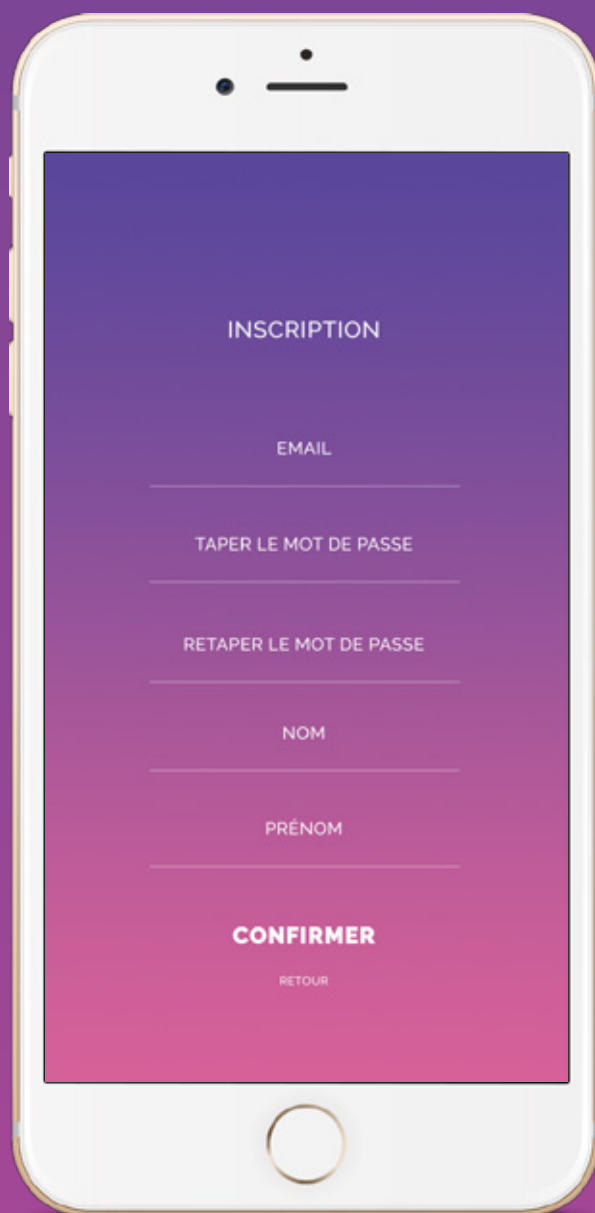 INSCRIPTION
EMAIL
TAPER LE MOT DE PASSE
RETAPER LE MOT DE PASSE
NOM
PRÉNOM
CONFIRMER
RETOUR